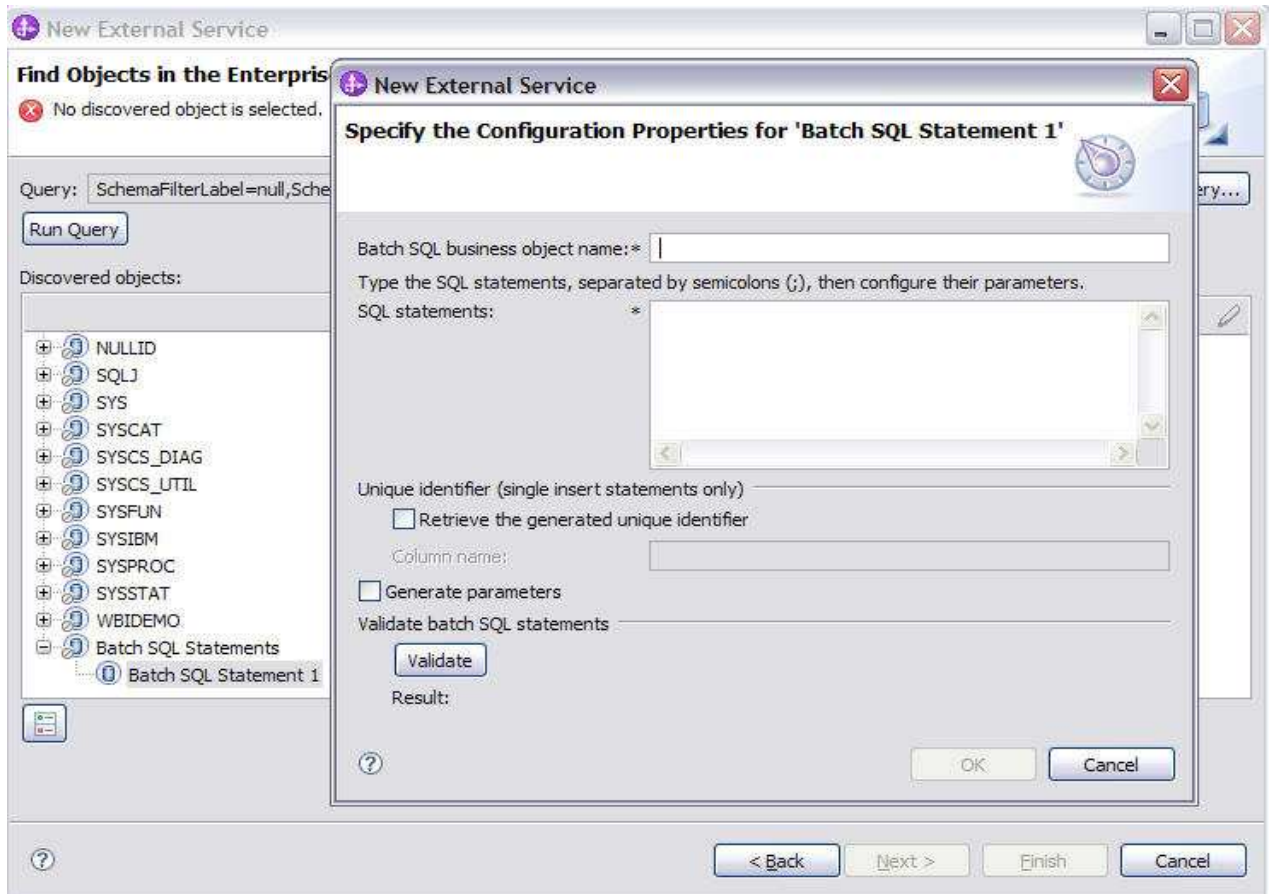 New External Service
Find Objects in the Enterpris
No discovered object is selected.
Query: SchemaFilterLabel=null,Sche
ery...
Run Query
Discovered objects:
NULLID
SQLJ
SYS
SYSCAT
SYSCS_DIAG
SYSCS_UTIL
SYSFUN
SYSIBM
SYSPROC
SYSSTAT
WBIDEMO
Batch SQL Statements
Batch SQL Statement 1
New External Service
Specify the Configuration Properties for 'Batch SQL Statement 1'
Batch SQL business object name:*
Type the SQL statements, separated by semicolons (;), then configure their parameters.
SQL statements: *
Unique identifier (single insert statements only)
Retrieve the generated unique identifier
Column name:
Generate parameters
Validate batch SQL statements
Validate
Result:
? OK Cancel
? < Back Next > Finish Cancel